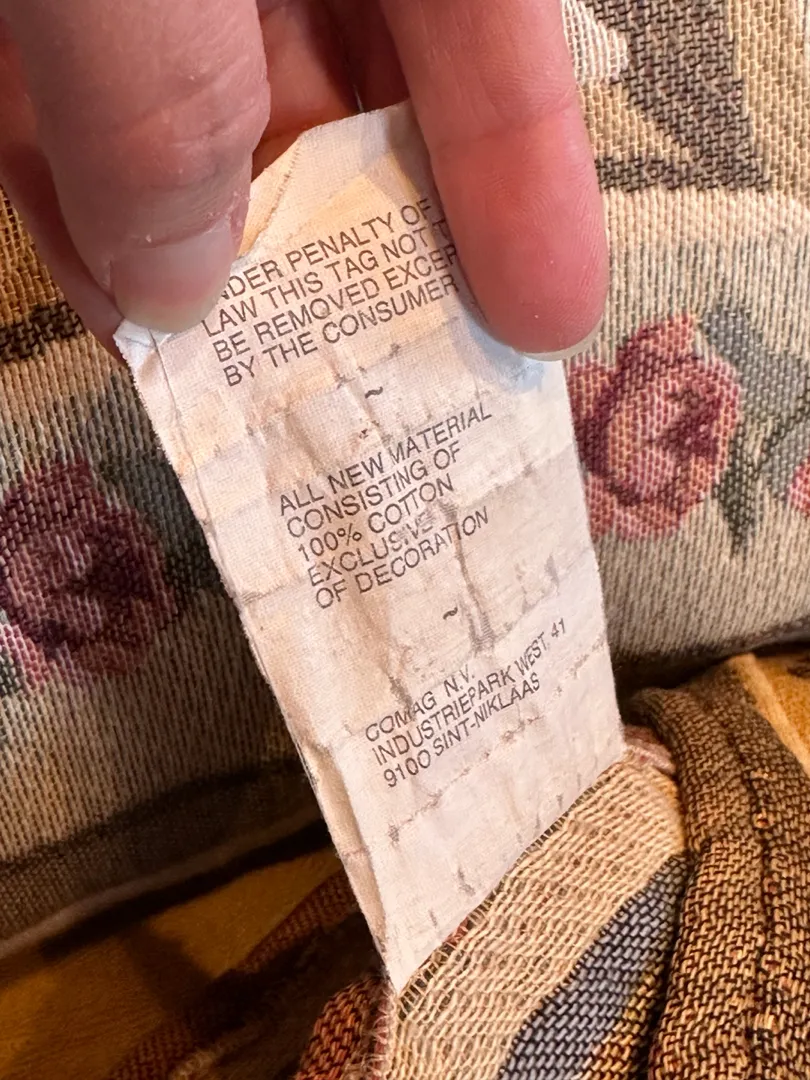 NDER PENALTY OF
LAW THIS TAG NOT T
BE REMOVED EXCEP
BY THE CONSUMER
~
ALL NEW MATERIAL
CONSISTING OF
100% COTTON
EXCLUSIVE
OF DECORATION
~
COMAG N.V.
INDUSTRIEPARK WEST, 41
9100 SINT-NIKLAAS